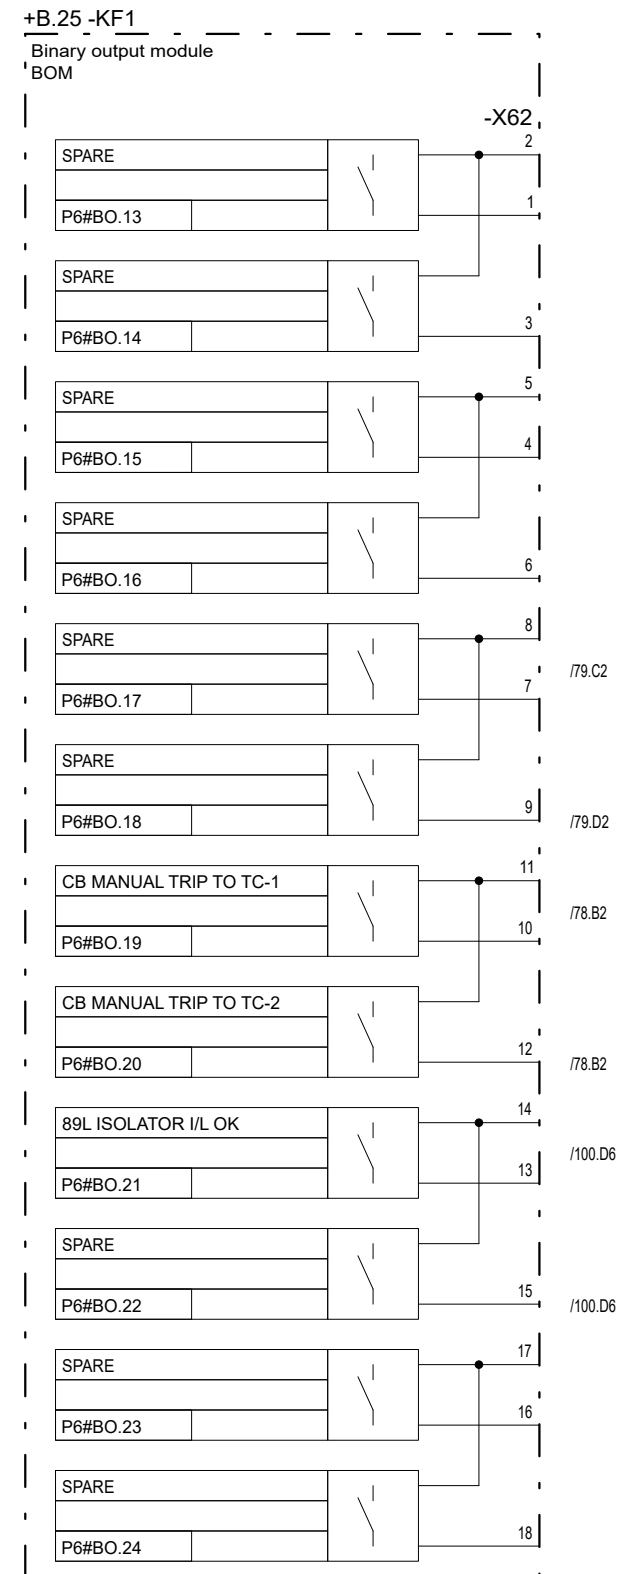 +B.25 -KF1
Binary output module
BOM
-X62
2
SPARE
1
P6#BO.13
SPARE
3
P6#BO.14
5
SPARE
4
P6#BO.15
SPARE
6
P6#BO.16
8
SPARE
/79.C2
7
P6#BO.17
SPARE
9
P6#BO.18
/79.D2
11
CB MANUAL TRIP TO TC-1
/78.B2
10
P6#BO.19
CB MANUAL TRIP TO TC-2
12
P6#BO.20
/78.B2
14
89L ISOLATOR I/L OK
/100.D6
13
P6#BO.21
SPARE
15
P6#BO.22
/100.D6
17
SPARE
16
P6#BO.23
SPARE
18
P6#BO.24